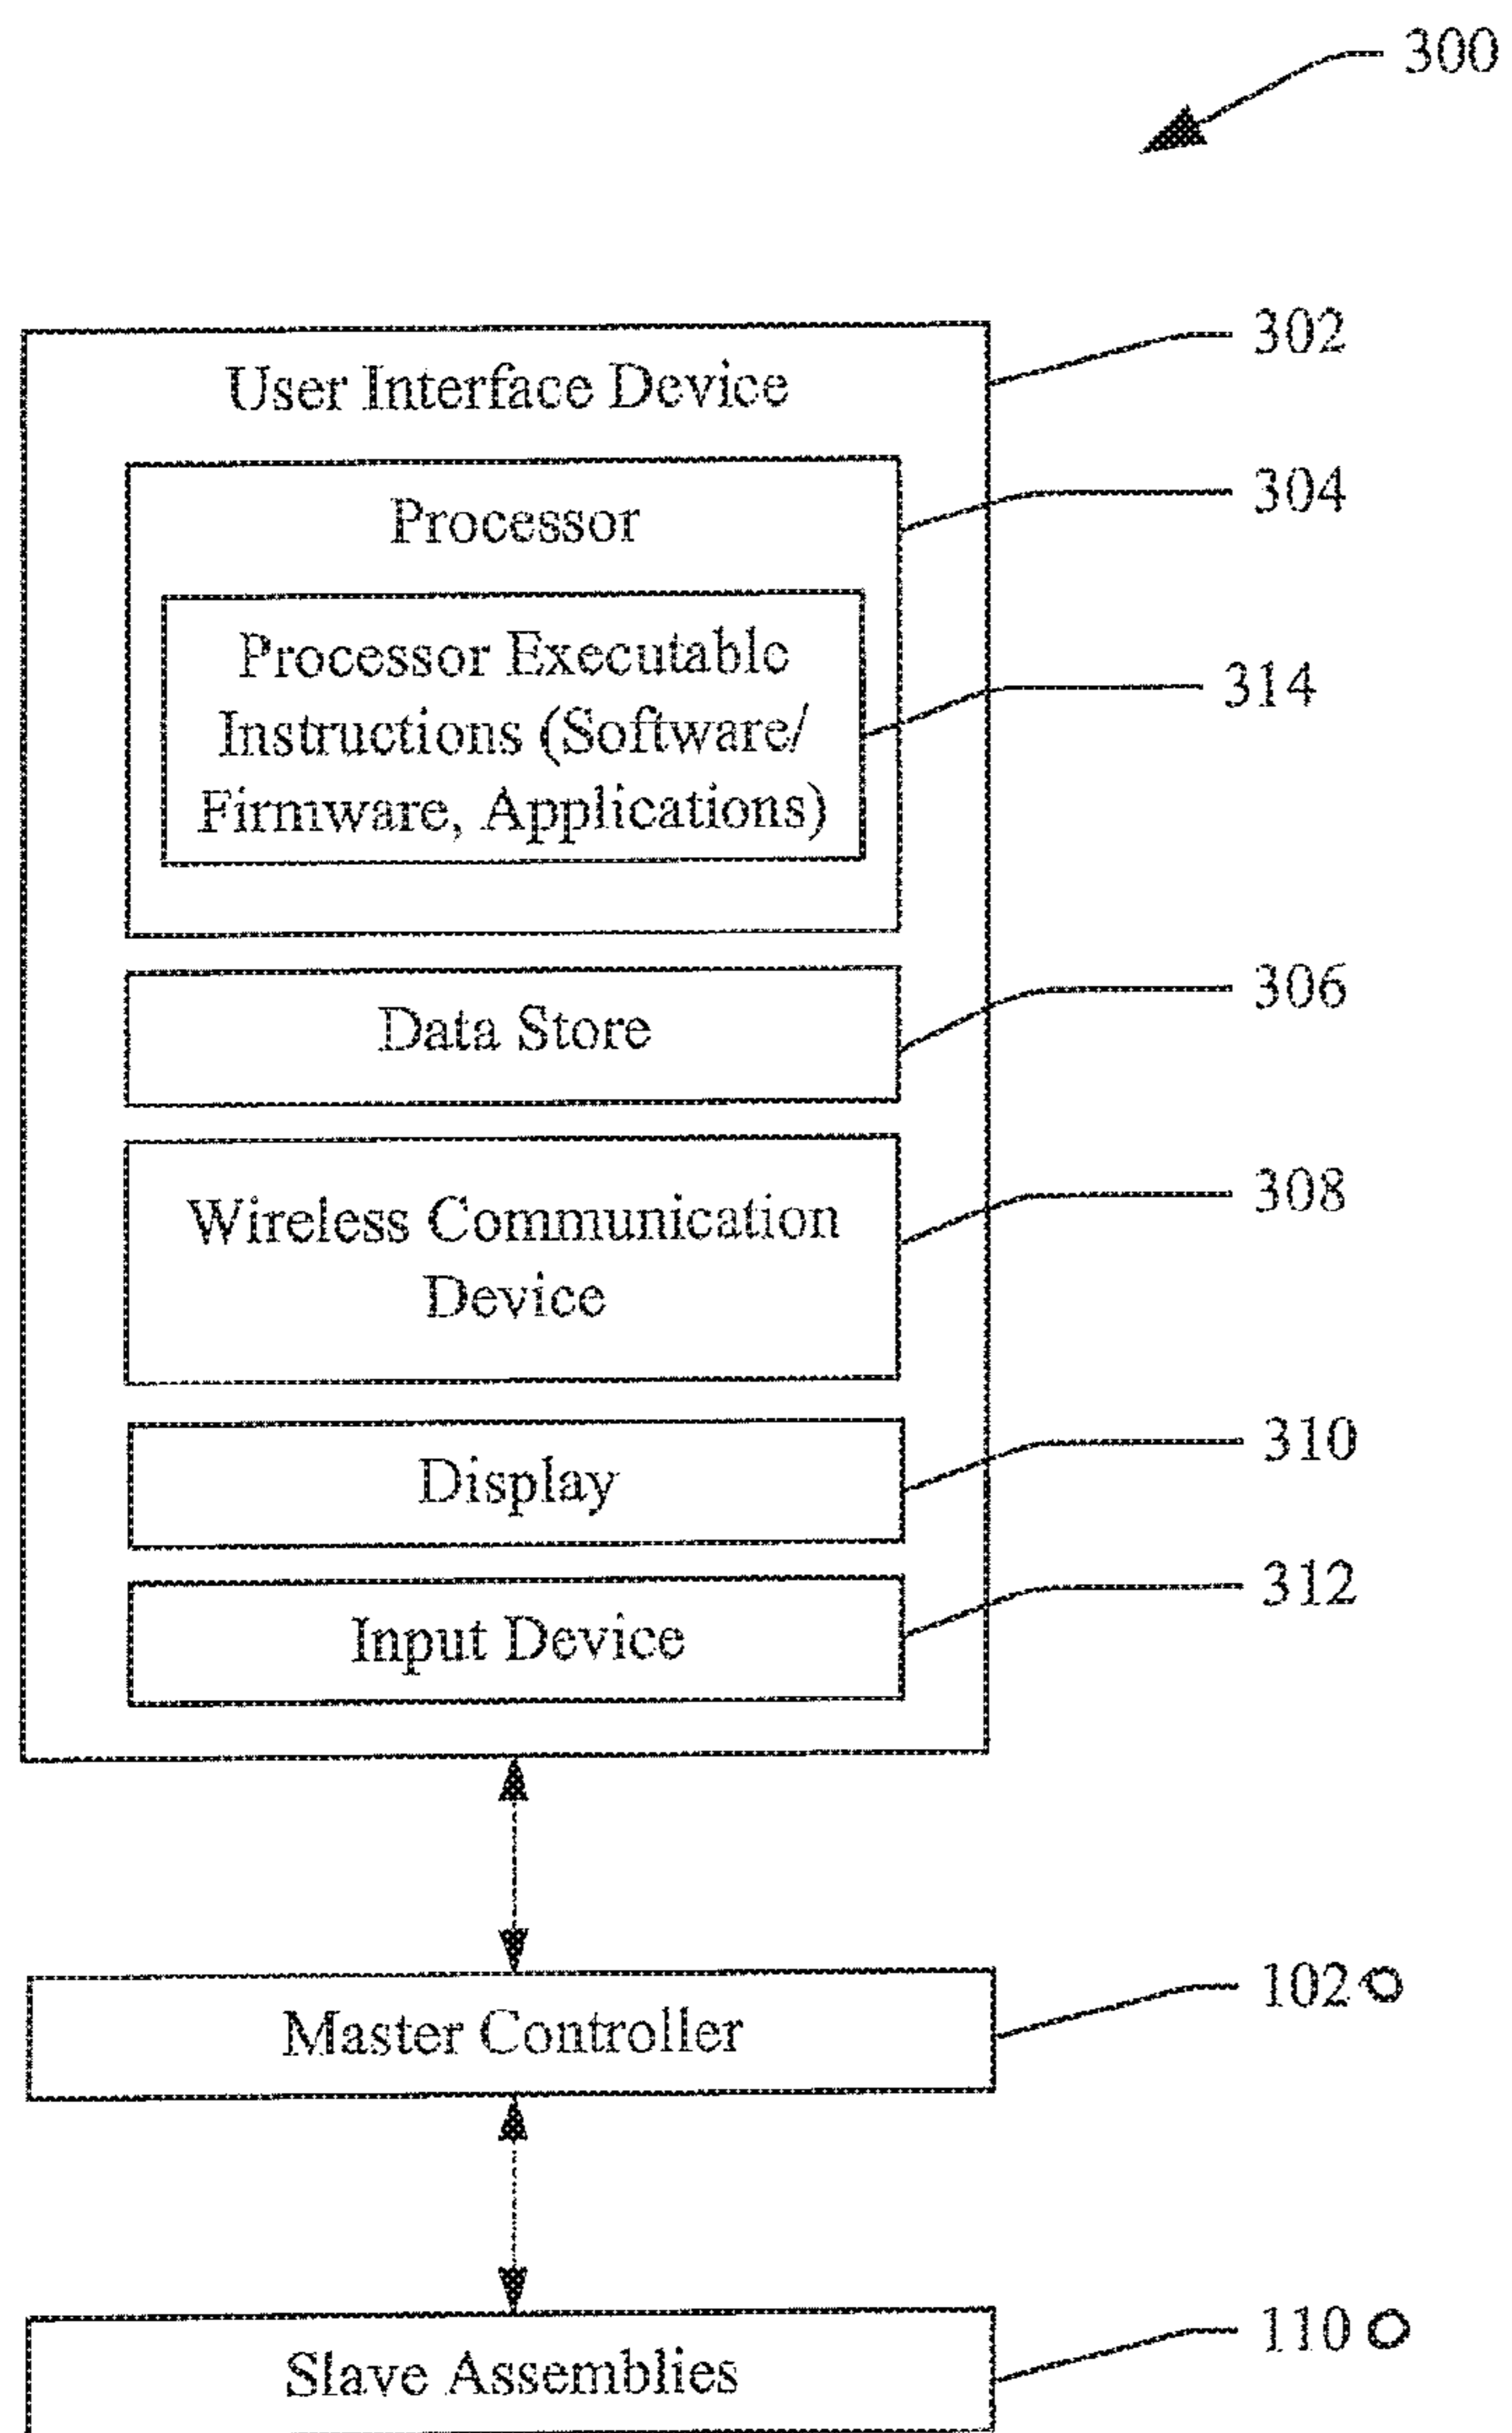 300
User Interface Device
302
Processor
304
Processor Executable
Instructions (Software/
Firmware, Applications)
314
Data Store
306
Wireless Communication
Device
308
Display
310
Input Device
312
Master Controller
102O
Slave Assemblies
110 O